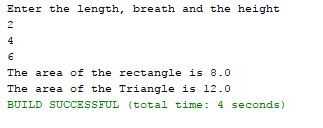 Enter the length, breath and the height
2
4
6
The area of the rectangle is 8.0
The area of the Triangle is 12.0
BUILD SUCCESSFUL (total time: 4 seconds)